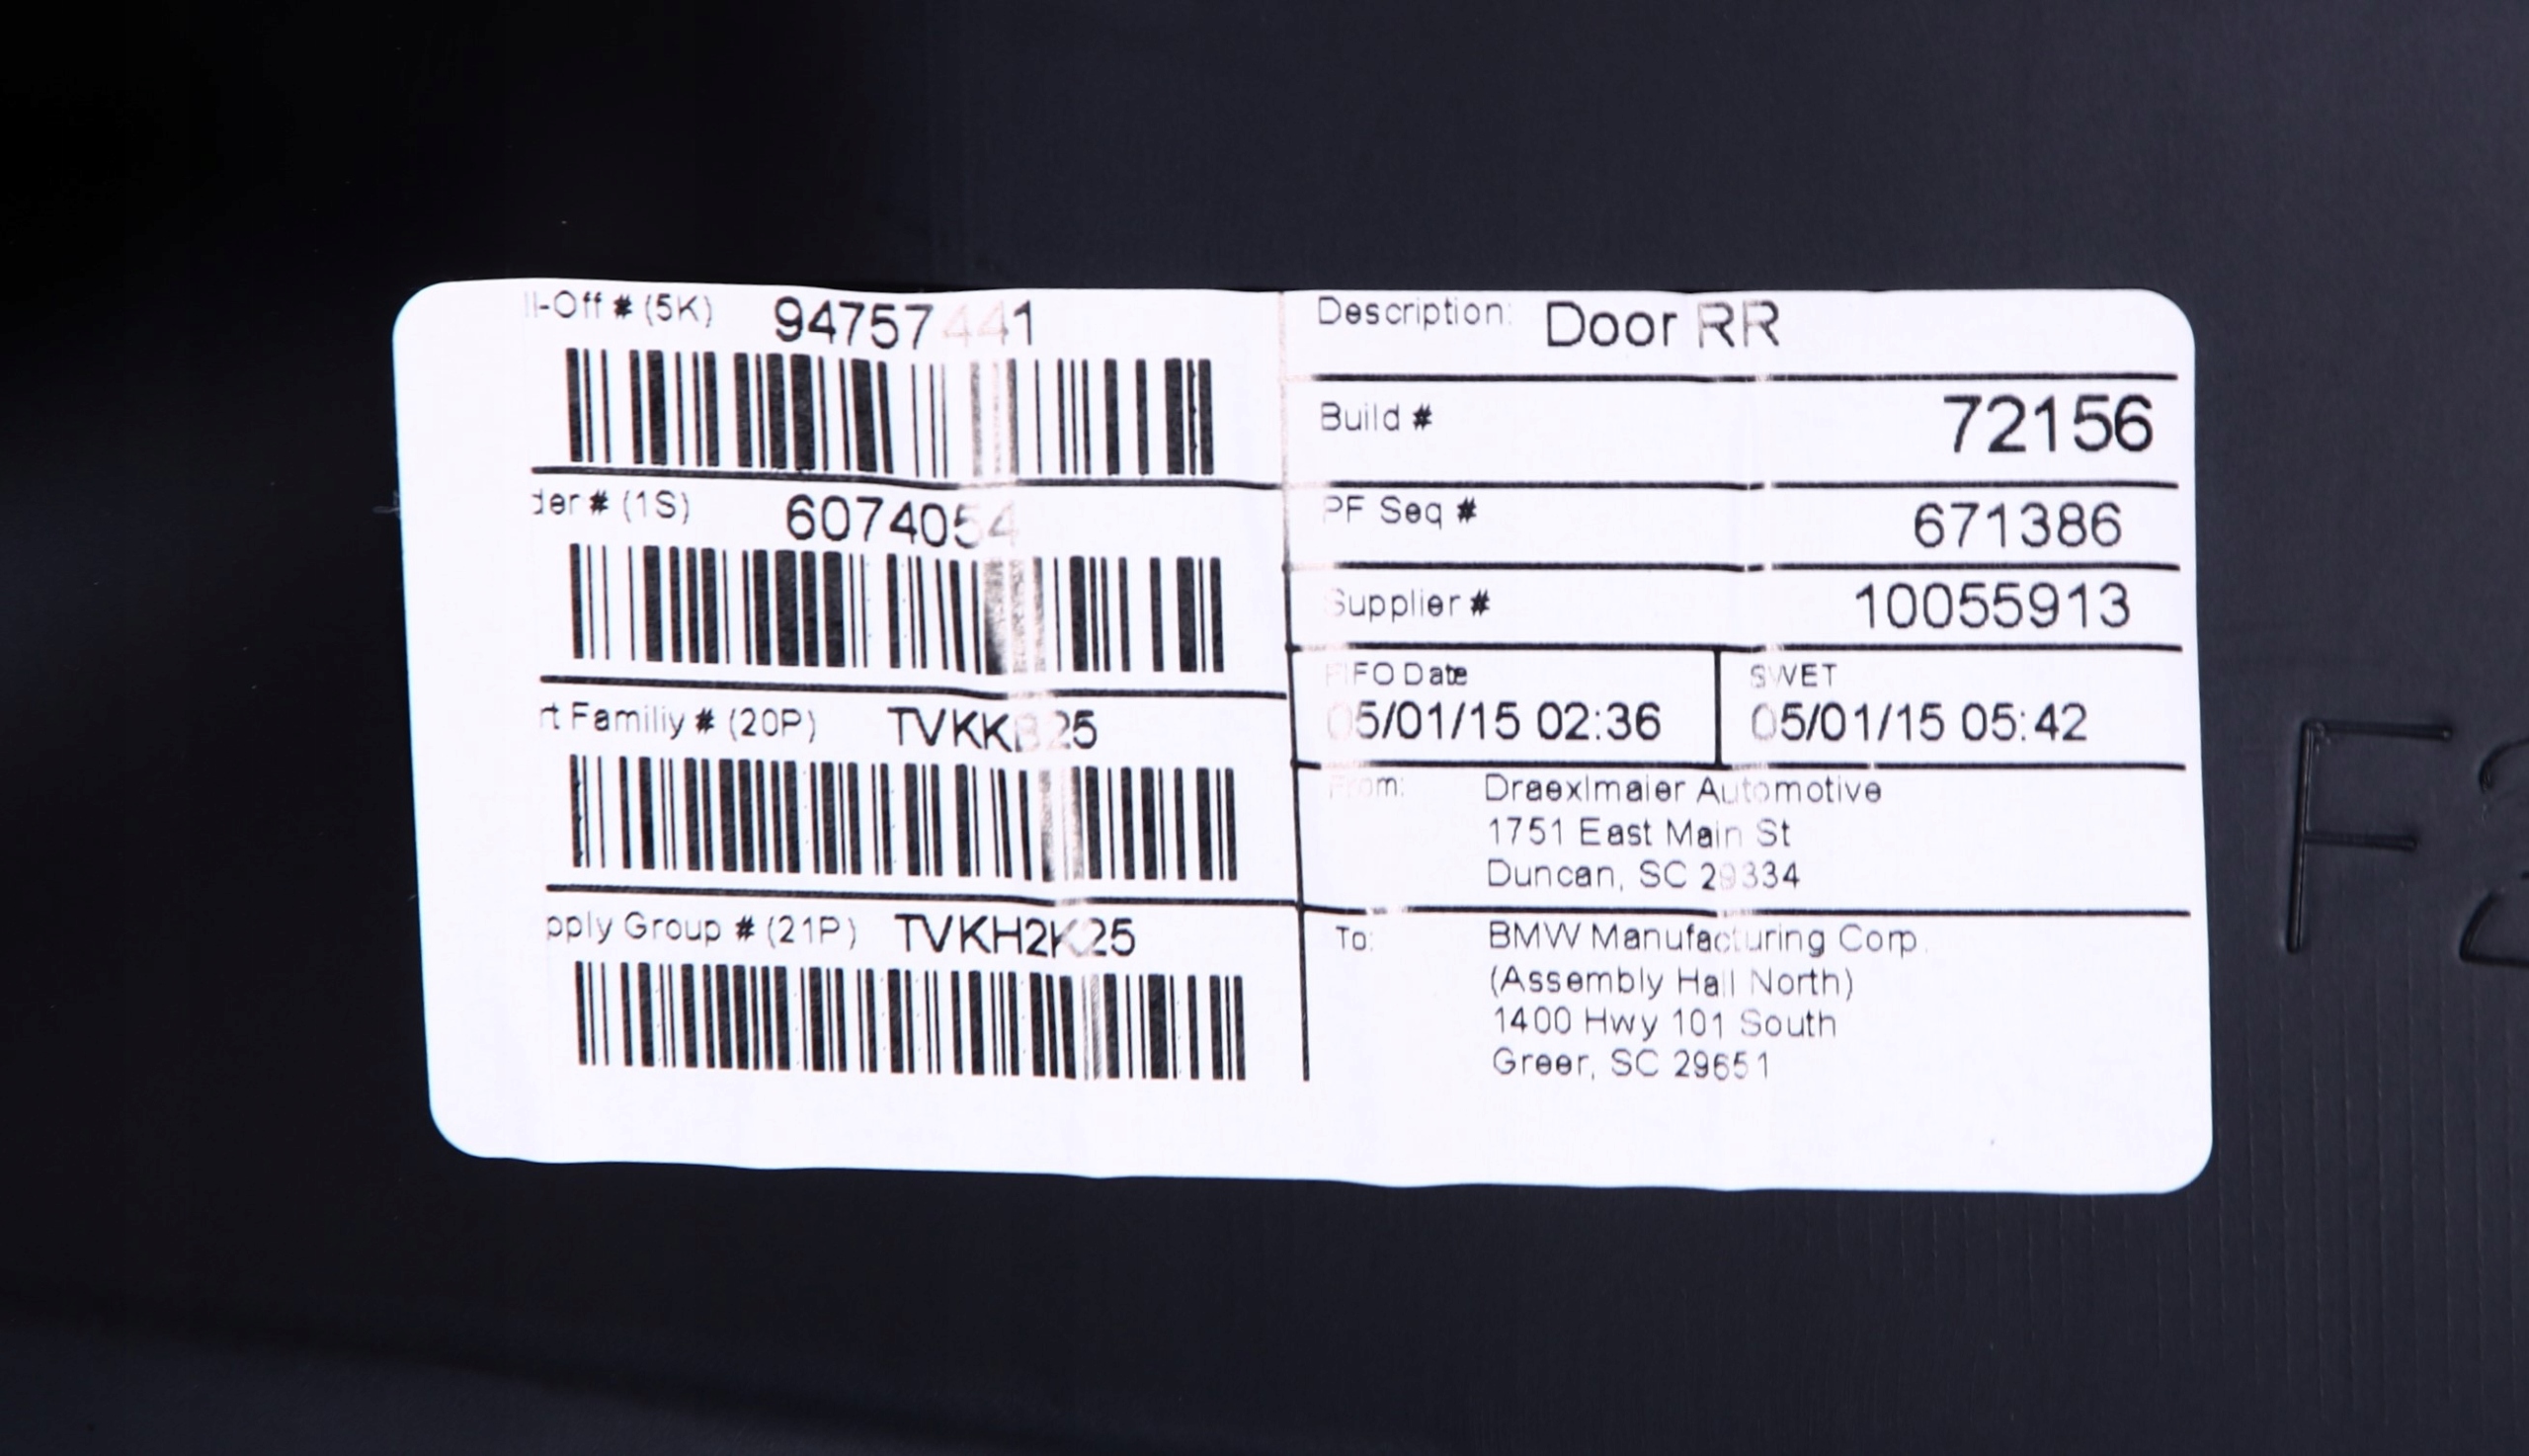 ll-Off # (5K) 94757441
der # (1S) 6074054
rt Familiy # (20P) TVKKB25
pply Group # (21P) TVKH2K25
Description: Door RR
Build # 72156
PF Seq # 671386
Supplier # 10055913
FIFO Date
05/01/15 02:36
SWET
05/01/15 05:42
From: Draexlmaier Automotive
1751 East Main St
Duncan, SC 29334
To: BMW Manufacturing Corp.
(Assembly Hall North)
1400 Hwy 101 South
Greer, SC 29651
F2